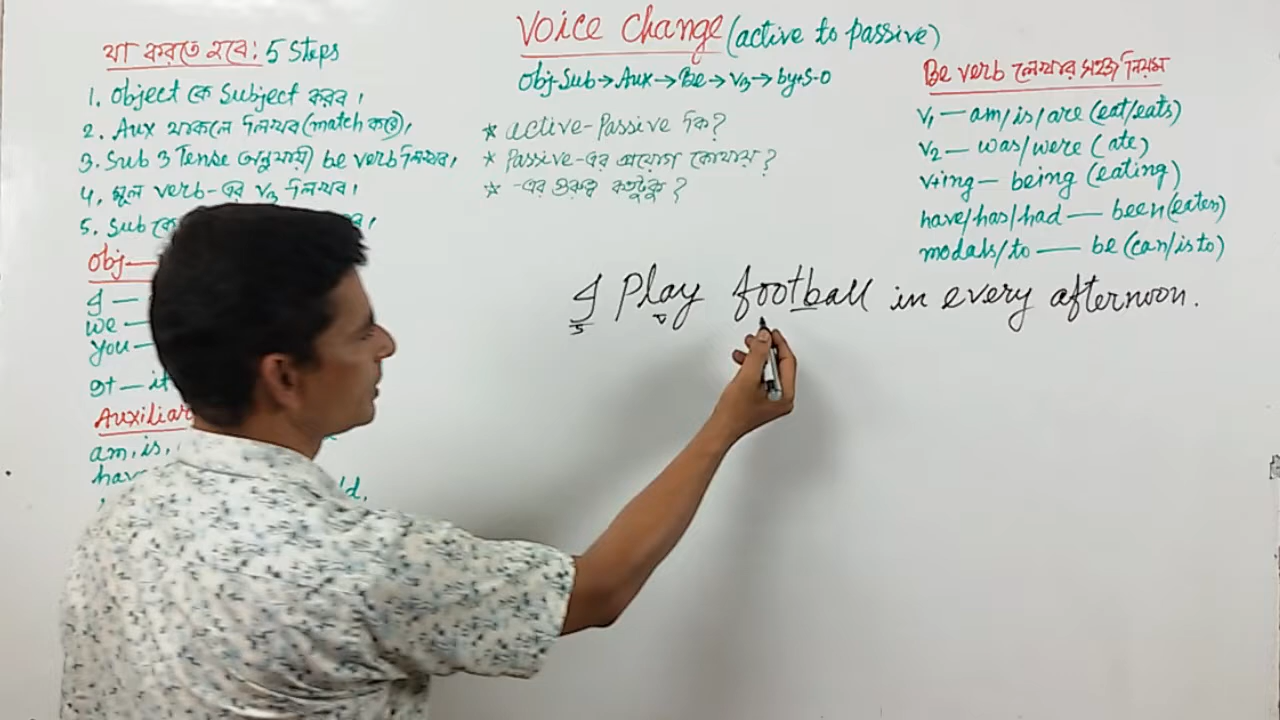 Voice Change (active to passive)
Obj-Sub→Aux→Be→V3→by+S-O
* active-Passive কি?
* Passive-এর প্রয়োগ কোথায়?
* -এর গুরুত্ব কতটুকু?
যা করতে হবে: 5 Steps
1. Object কে Subject করব।
2. Aux থাকলে লিখব (match করে),
3. Sub ও Tense অনুযায়ী be verb লিখব,
4. মূল verb-এর V3 লিখব।
5. Sub কে
Obj—
I —
we —
you —
It — it
Auxiliar
am, is,
hav
ld,
Be verb লেখার সহজ নিয়ম
V1 — am/is/are (eat/eats)
V2 — was/were (ate)
V+ing — being (eating)
have/has/had — been (eaten)
modals/to — be (can/is to)
I Play football in every afternoon.
S V